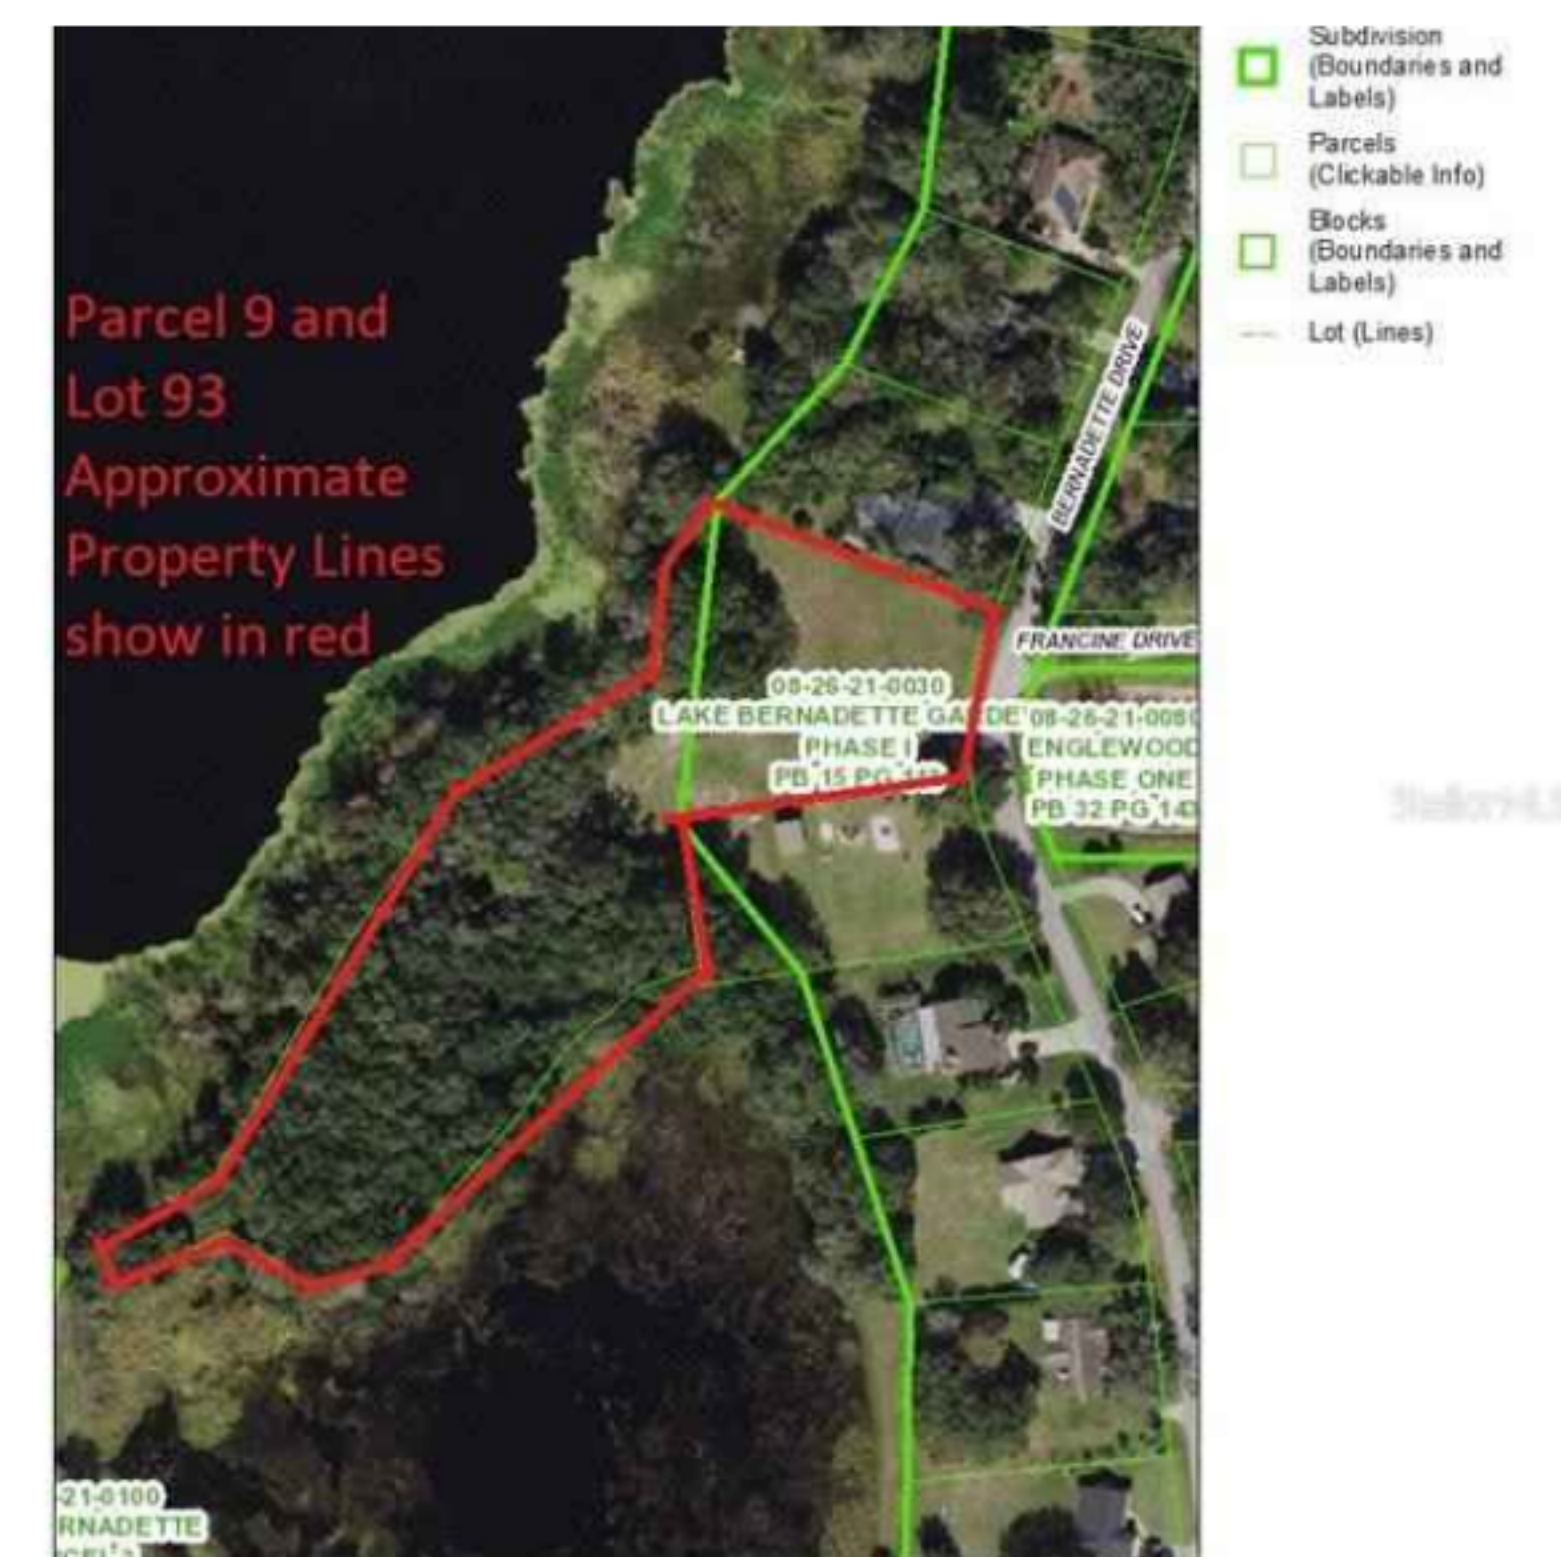 Subdivision
(Boundaries and
Labels)
Parcels
(Clickable Info)
Blocks
(Boundaries and
Labels)
Lot (Lines)
Parcel 9 and
Lot 93
Approximate
Property Lines
show in red
BERNADETTE DRIVE
FRANCINE DRIVE
08-26-21-0030
LAKE BERNADETTE
PHASE I
PB 15 PG
08-26-21-008
ENGLEWOOD
PHASE ONE
PB 32 PG 143
-21-0100
RNADETTE